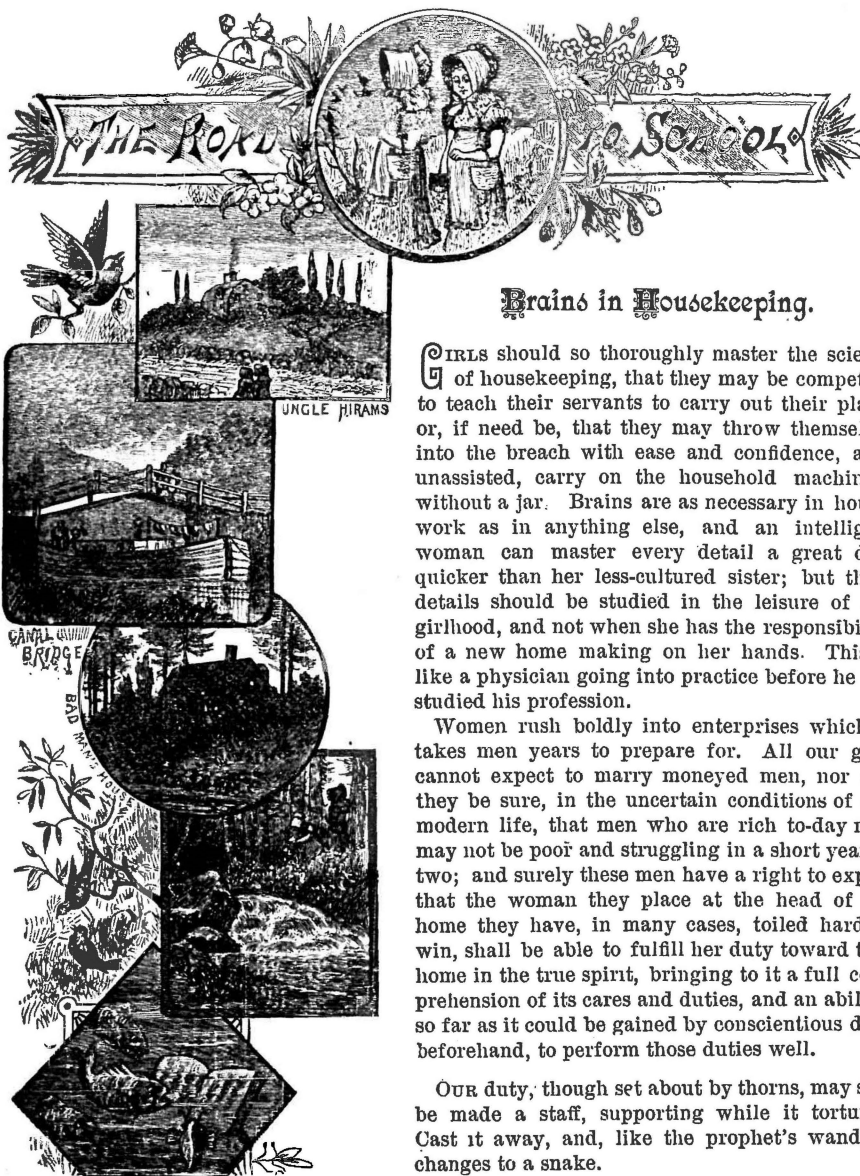 THE ROAD TO SCHOOL
UNGLE HIRAMS
CANAL
BRIDGE
BAD MANS HOUSE
Brains in Housekeeping.
GIRLS should so thoroughly master the scie
of housekeeping, that they may be compet
to teach their servants to carry out their pla
or, if need be, that they may throw themsel
into the breach with ease and confidence, a
unassisted, carry on the household machin
without a jar. Brains are as necessary in hou
work as in anything else, and an intellig
woman can master every detail a great d
quicker than her less-cultured sister; but th
details should be studied in the leisure of
girlhood, and not when she has the responsibi
of a new home making on her hands. This
like a physician going into practice before he
studied his profession.
Women rush boldly into enterprises which
takes men years to prepare for. All our g
cannot expect to marry moneyed men, nor
they be sure, in the uncertain conditions of
modern life, that men who are rich to-day
may not be poor and struggling in a short year
two; and surely these men have a right to exp
that the woman they place at the head of
home they have, in many cases, toiled hard
win, shall be able to fulfill her duty toward t
home in the true spirit, bringing to it a full c
prehension of its cares and duties, and an abil
so far as it could be gained by conscientious d
beforehand, to perform those duties well.
OUR duty, though set about by thorns, may s
be made a staff, supporting while it tortu
Cast it away, and, like the prophet's wand
changes to a snake.